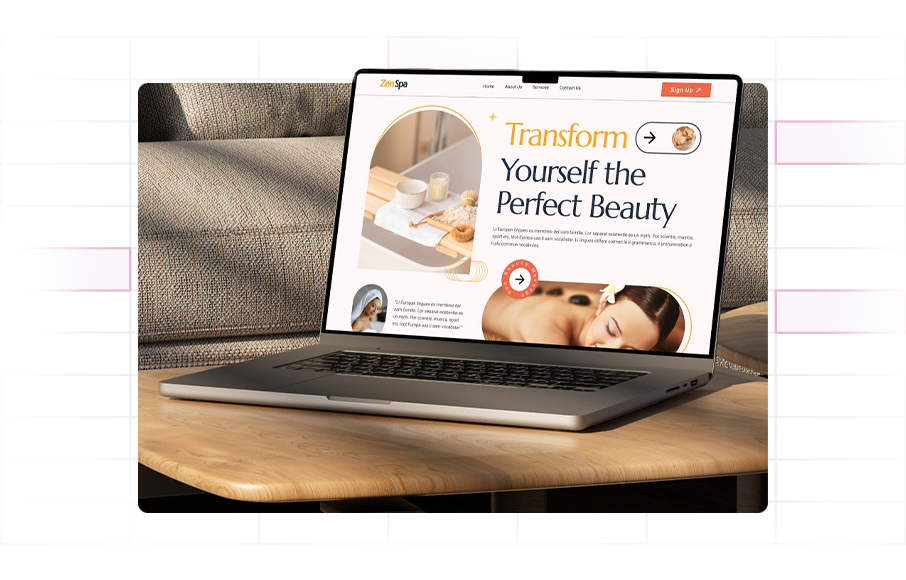 ZenSpa
Home About Us Services Contact Us
Sign Up ↗
Transform
Yourself the
Perfect Beauty
Li Europan lingues es membres del sam familie. Lor separat existentie es un myth. Por scientie, musica,
sport etc, litot Europa usa li sam vocabular. Li lingues differe solmen in li grammatica, li pronunciation e
li plu commun vocabules.
"Li Europan lingues es membres del
sam familie. Lor separat existentie es
un myth. Por scientie, musica, sport
etc, litot Europa usa li sam vocabular."